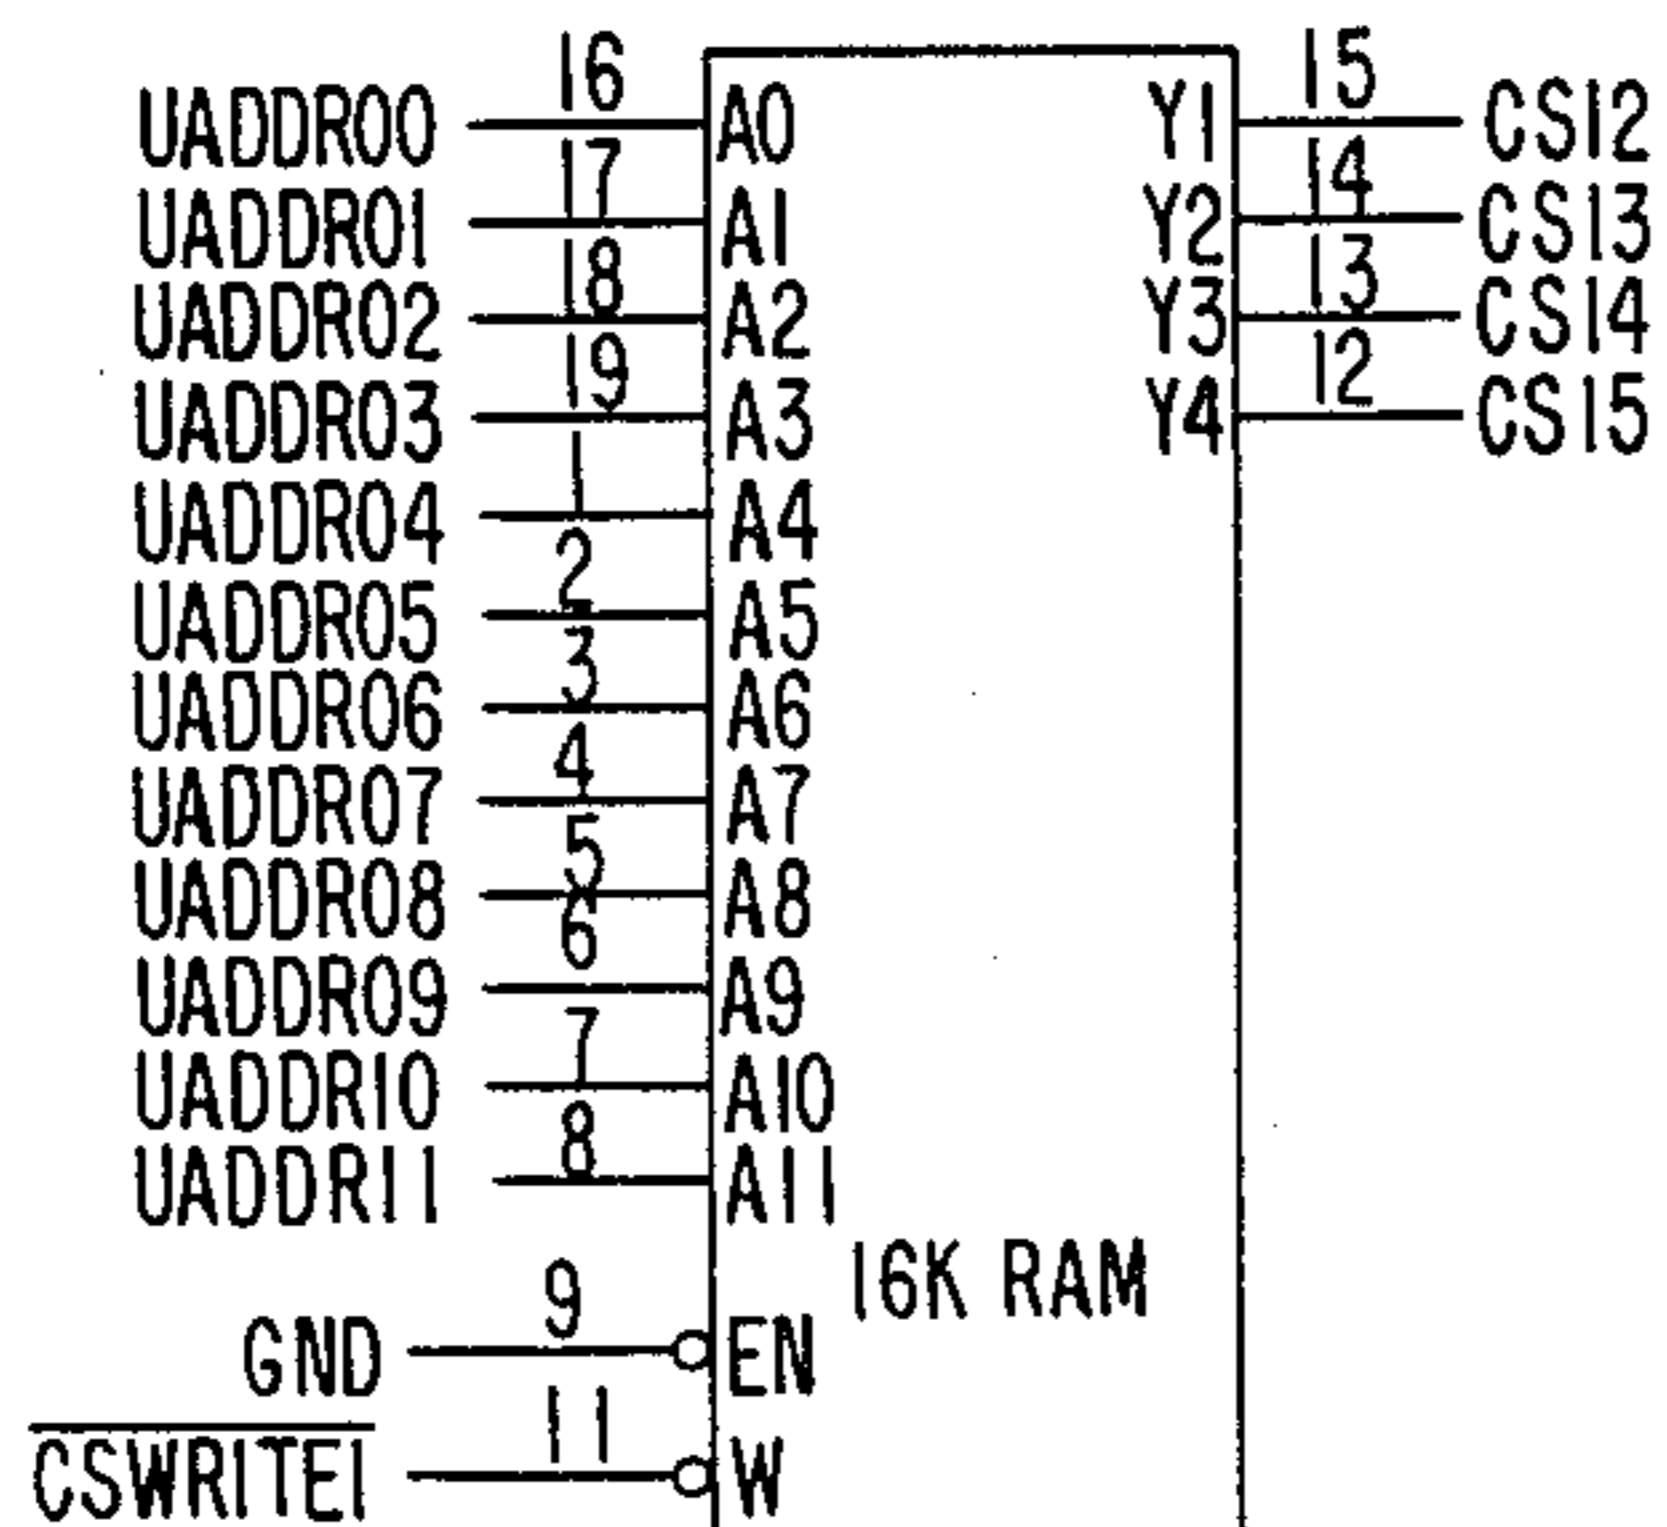 16 15
UADDR00 A0 Y1 CS12
17 14
UADDR01 A1 Y2 CS13
18 13
UADDR02 A2 Y3 CS14
19 12
UADDR03 A3 Y4 CS15
1
UADDR04 A4
2
UADDR05 A5
3
UADDR06 A6
4
UADDR07 A7
5
UADDR08 A8
6
UADDR09 A9
7
UADDR10 A10
8
UADDR11 A11
16K RAM
9
GND EN
11
CSWRITE1 W